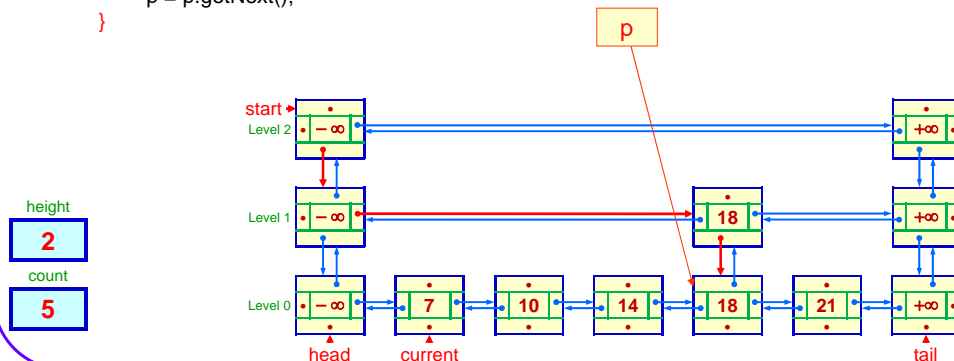 p = p.getNext();
}
p
start
Level 2
− ∞
+∞
height
2
Level 1
− ∞
18
+∞
count
5
Level 0
− ∞
7
10
14
18
21
+∞
head
current
tail